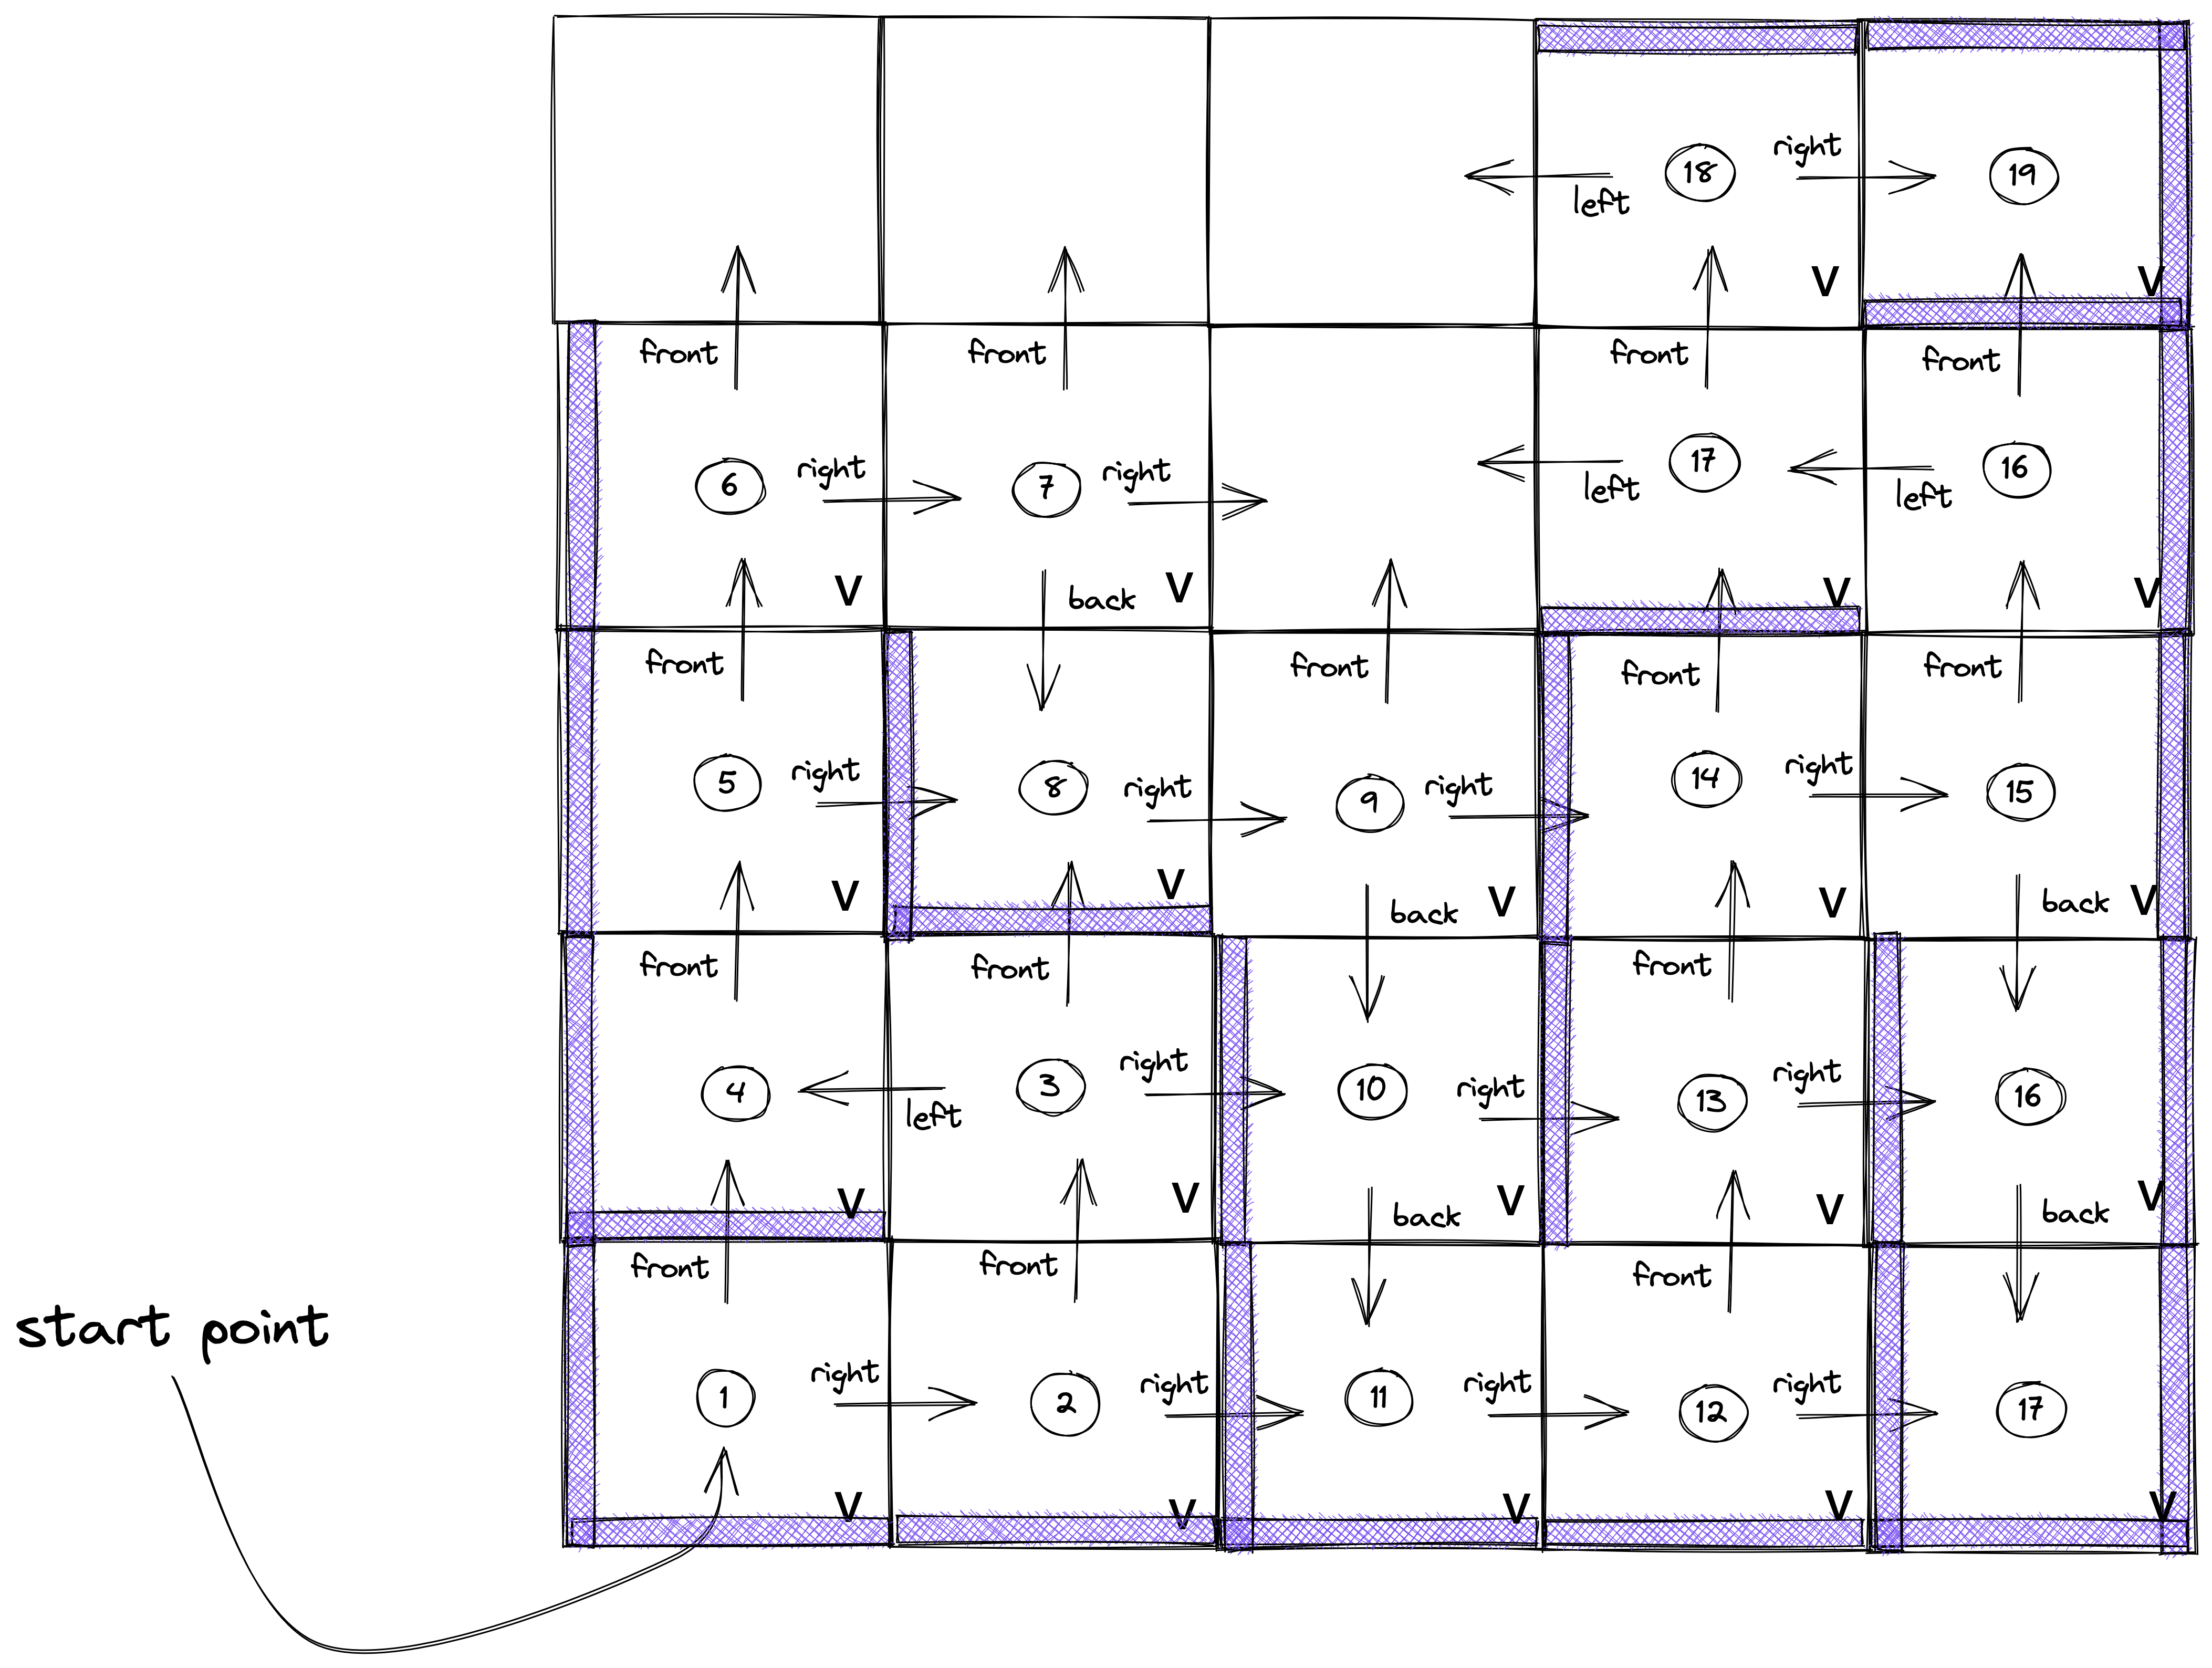 right
18
19
left
V
V
front
front
front
front
17
16
6
right
7
right
left
left
V
back
V
V
V
front
front
front
front
right
14
right
15
5
8
right
9
right
V
V
V
back
V
back
V
front
front
front
right
right
right
4
3
10
13
16
left
V
V
V
V
V
back
back
front
front
front
start point
right
right
right
right
1
2
11
12
17
V
V
V
V
V